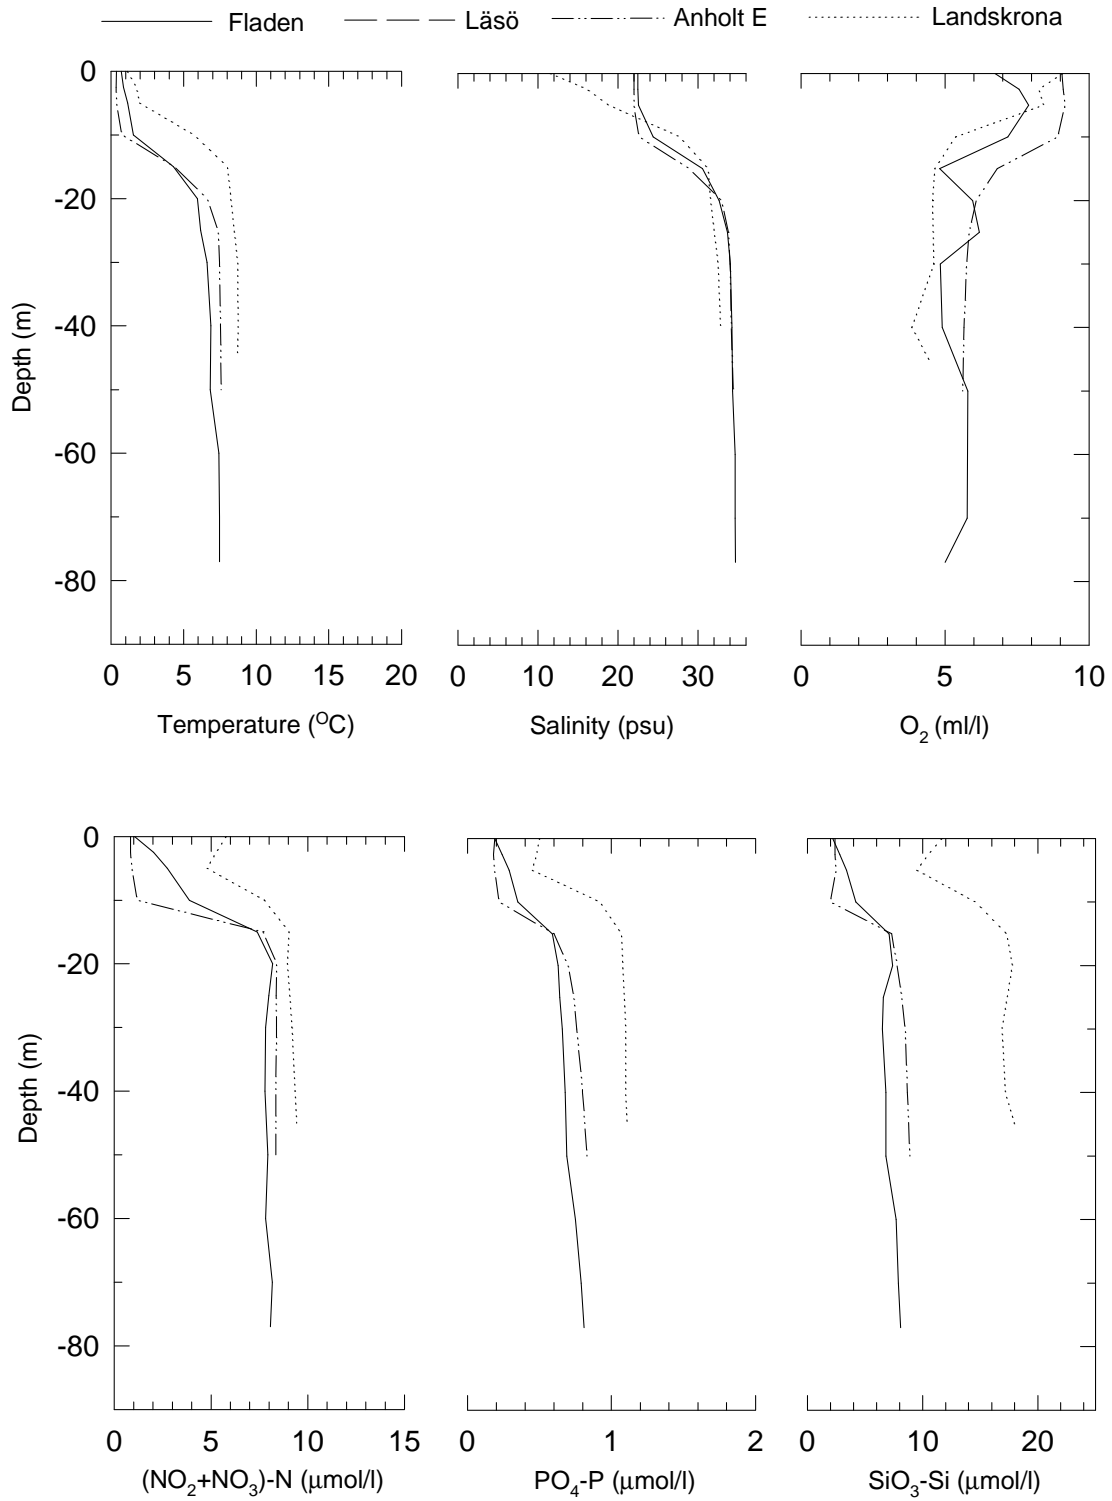 Fladen Läsö Anholt E Landskrona
0
-20
-40
-60
-80
Depth (m)
0 5 10 15 20
Temperature (°C)
0 10 20 30
Salinity (psu)
0 5 10
O₂ (ml/l)
0
-20
-40
-60
-80
Depth (m)
0 5 10 15
(NO₂+NO₃)-N (μmol/l)
0 1 2
PO₄-P (μmol/l)
0 10 20
SiO₃-Si (μmol/l)